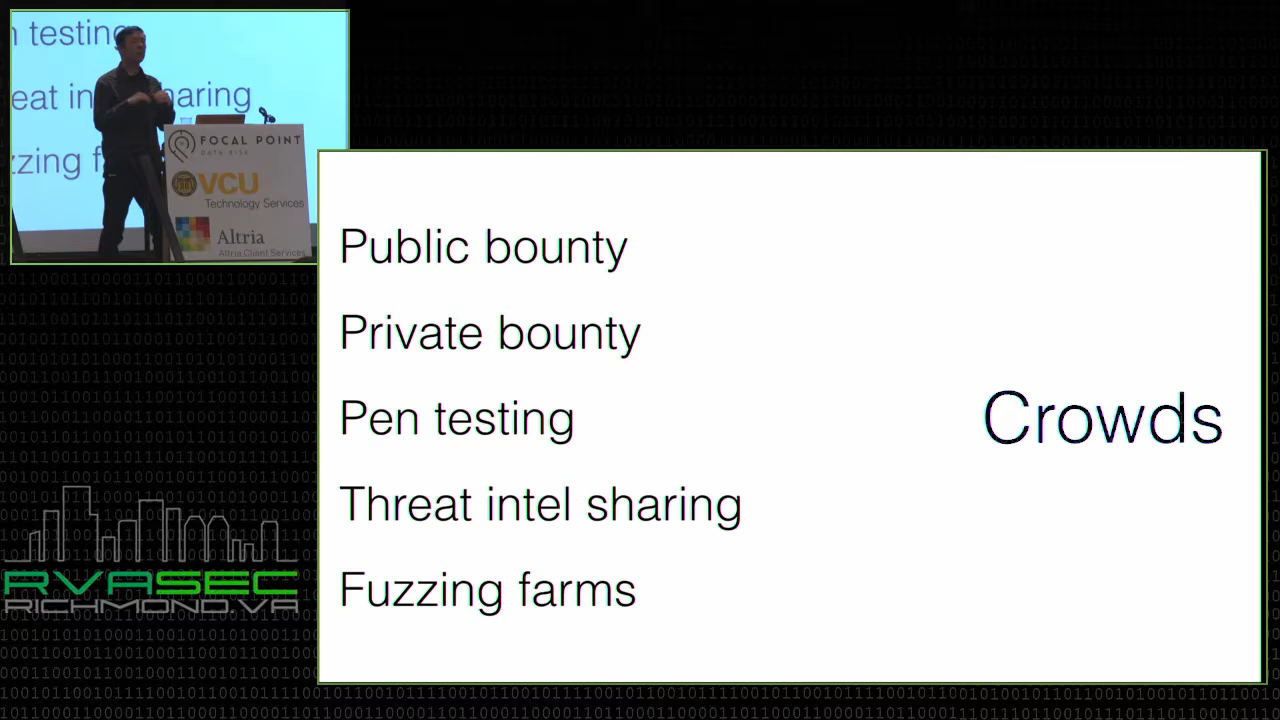 n testing
eat in
haring
zzing f
FOCAL POINT
DATA RISK
VCU
Technology Services
Altria
Altria Client Services
Public bounty
Private bounty
Pen testing
Threat intel sharing
Fuzzing farms
Crowds
RVASEC
RICHMOND.VA